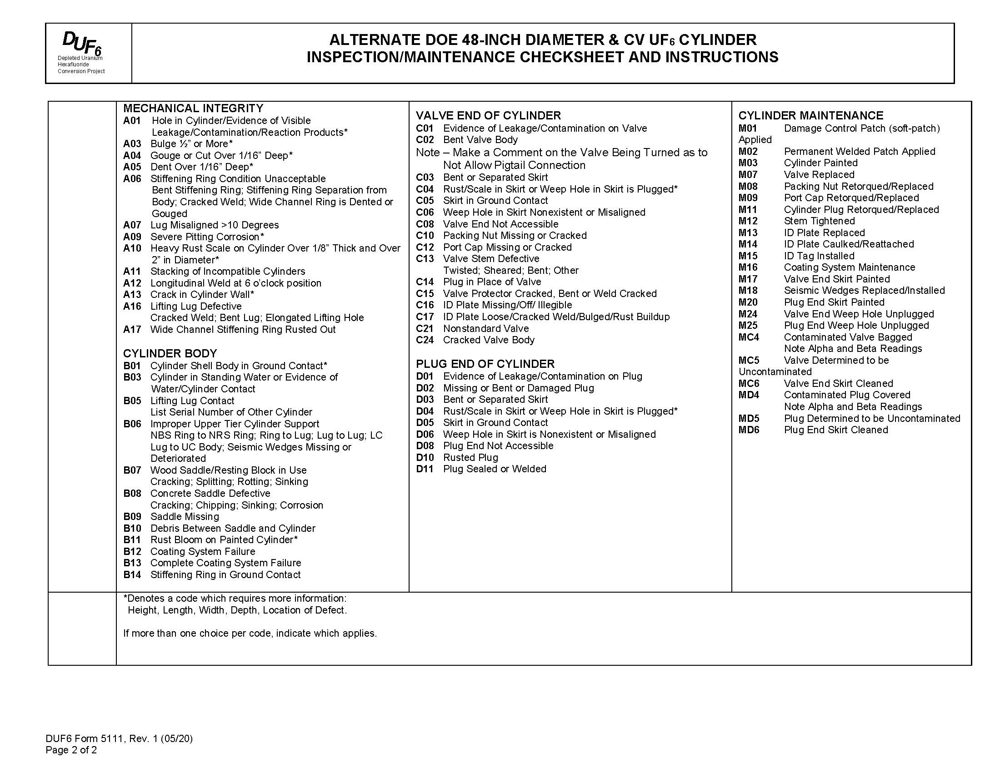 DUF6
Depleted Uranium
Hexafluoride
Conversion Project
ALTERNATE DOE 48-INCH DIAMETER & CV UF6 CYLINDER
INSPECTION/MAINTENANCE CHECKSHEET AND INSTRUCTIONS
MECHANICAL INTEGRITY
A01 Hole in Cylinder/Evidence of Visible
Leakage/Contamination/Reaction Products*
A03 Bulge ½” or More*
A04 Gouge or Cut Over 1/16” Deep*
A05 Dent Over 1/16” Deep*
A06 Stiffening Ring Condition Unacceptable
Bent Stiffening Ring; Stiffening Ring Separation from
Body; Cracked Weld; Wide Channel Ring is Dented or
Gouged
A07 Lug Misaligned >10 Degrees
A09 Severe Pitting Corrosion*
A10 Heavy Rust Scale on Cylinder Over 1/8” Thick and Over
2” in Diameter*
A11 Stacking of Incompatible Cylinders
A12 Longitudinal Weld at 6 o’clock position
A13 Crack in Cylinder Wall*
A16 Lifting Lug Defective
Cracked Weld; Bent Lug; Elongated Lifting Hole
A17 Wide Channel Stiffening Ring Rusted Out
CYLINDER BODY
B01 Cylinder Shell Body in Ground Contact*
B03 Cylinder in Standing Water or Evidence of
Water/Cylinder Contact
B05 Lifting Lug Contact
List Serial Number of Other Cylinder
B06 Improper Upper Tier Cylinder Support
NBS Ring to NRS Ring; Ring to Lug; Lug to Lug; LC
Lug to UC Body; Seismic Wedges Missing or
Deteriorated
B07 Wood Saddle/Resting Block in Use
Cracking; Splitting; Rotting; Sinking
B08 Concrete Saddle Defective
Cracking; Chipping; Sinking; Corrosion
B09 Saddle Missing
B10 Debris Between Saddle and Cylinder
B11 Rust Bloom on Painted Cylinder*
B12 Coating System Failure
B13 Complete Coating System Failure
B14 Stiffening Ring in Ground Contact
VALVE END OF CYLINDER
C01 Evidence of Leakage/Contamination on Valve
C02 Bent Valve Body
Note – Make a Comment on the Valve Being Turned as to
Not Allow Pigtail Connection
C03 Bent or Separated Skirt
C04 Rust/Scale in Skirt or Weep Hole in Skirt is Plugged*
C05 Skirt in Ground Contact
C06 Weep Hole in Skirt Nonexistent or Misaligned
C08 Valve End Not Accessible
C10 Packing Nut Missing or Cracked
C12 Port Cap Missing or Cracked
C13 Valve Stem Defective
Twisted; Sheared; Bent; Other
C14 Plug in Place of Valve
C15 Valve Protector Cracked, Bent or Weld Cracked
C16 ID Plate Missing/Off/ Illegible
C17 ID Plate Loose/Cracked Weld/Bulged/Rust Buildup
C21 Nonstandard Valve
C24 Cracked Valve Body
PLUG END OF CYLINDER
D01 Evidence of Leakage/Contamination on Plug
D02 Missing or Bent or Damaged Plug
D03 Bent or Separated Skirt
D04 Rust/Scale in Skirt or Weep Hole in Skirt is Plugged*
D05 Skirt in Ground Contact
D06 Weep Hole in Skirt is Nonexistent or Misaligned
D08 Plug End Not Accessible
D10 Rusted Plug
D11 Plug Sealed or Welded
CYLINDER MAINTENANCE
M01 Damage Control Patch (soft-patch)
Applied
M02 Permanent Welded Patch Applied
M03 Cylinder Painted
M07 Valve Replaced
M08 Packing Nut Retorqued/Replaced
M09 Port Cap Retorqued/Replaced
M11 Cylinder Plug Retorqued/Replaced
M12 Stem Tightened
M13 ID Plate Replaced
M14 ID Plate Caulked/Reattached
M15 ID Tag Installed
M16 Coating System Maintenance
M17 Valve End Skirt Painted
M18 Seismic Wedges Replaced/Installed
M20 Plug End Skirt Painted
M24 Valve End Weep Hole Unplugged
M25 Plug End Weep Hole Unplugged
MC4 Contaminated Valve Bagged
Note Alpha and Beta Readings
MC5 Valve Determined to be
Uncontaminated
MC6 Valve End Skirt Cleaned
MD4 Contaminated Plug Covered
Note Alpha and Beta Readings
MD5 Plug Determined to be Uncontaminated
MD6 Plug End Skirt Cleaned
*Denotes a code which requires more information:
Height, Length, Width, Depth, Location of Defect.
If more than one choice per code, indicate which applies.
DUF6 Form 5111, Rev. 1 (05/20)
Page 2 of 2